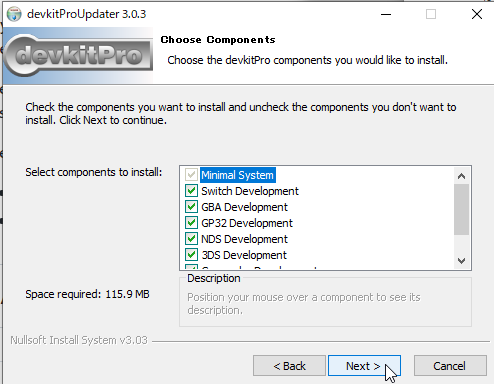 devkitProUpdater 3.0.3
devkitPro
Choose Components
Choose the devkitPro components you would like to install.
Check the components you want to install and uncheck the components you don't want to
install. Click Next to continue.
Select components to install:
Minimal System
Switch Development
GBA Development
GP32 Development
NDS Development
3DS Development
Space required: 115.9 MB
Description
Position your mouse over a component to see its
description.
Nullsoft Install System v3.03
< Back
Next >
Cancel